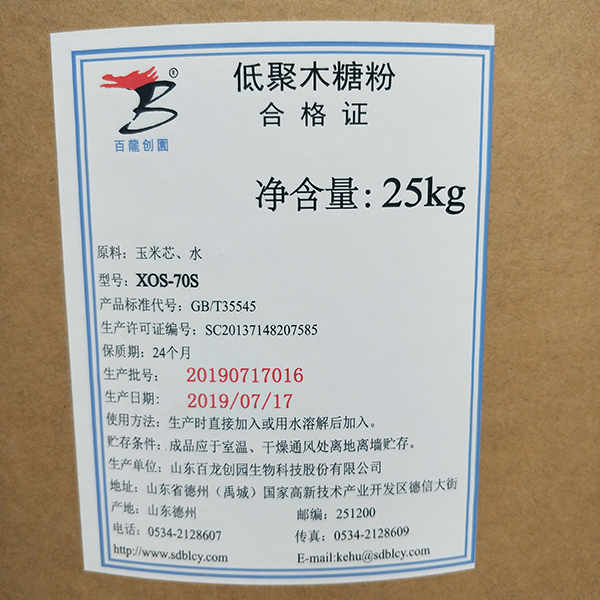 低聚木糖粉
合格证
®
百龍创園
净含量: 25kg
原料: 玉米芯、水
型号: XOS-70S
产品标准代号: GB/T35545
生产许可证编号: SC20137148207585
保质期: 24个月
生产批号: 20190717016
生产日期: 2019/07/17
使用方法: 生产时直接加入或用水溶解后加入。
贮存条件: 成品应于室温、干燥通风处离地离墙贮存。
生产单位: 山东百龙创园生物科技股份有限公司
地址: 山东省德州（禹城）国家高新技术产业开发区德信大街
产地: 山东德州 邮编: 251200
电话: 0534-2128607 传真: 0534-2128609
http://www.sdblcy.com E-mail:kehu@sdblcy.com